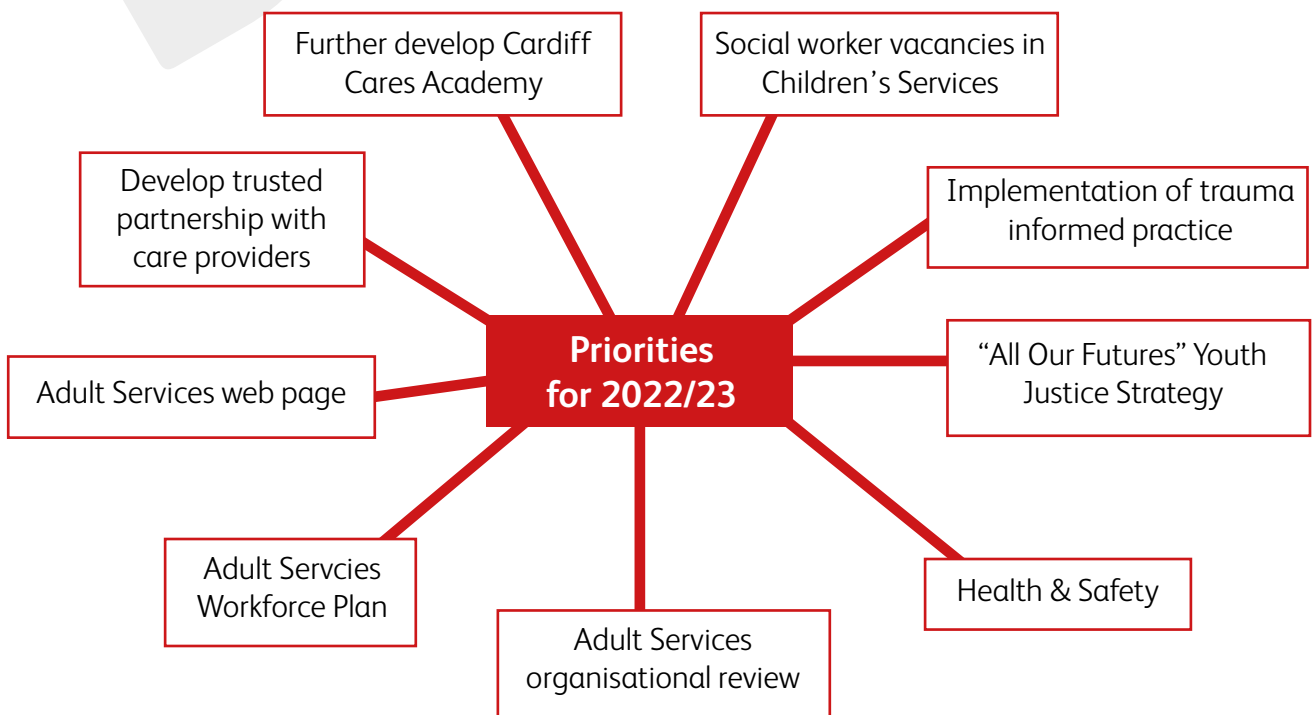 Further develop Cardiff
Cares Academy
Social worker vacancies in
Children’s Services
Develop trusted
partnership with
care providers
Implementation of trauma
informed practice
Priorities
for 2022/23
“All Our Futures” Youth
Justice Strategy
Adult Services web page
Adult Servcies
Workforce Plan
Health & Safety
Adult Services
organisational review